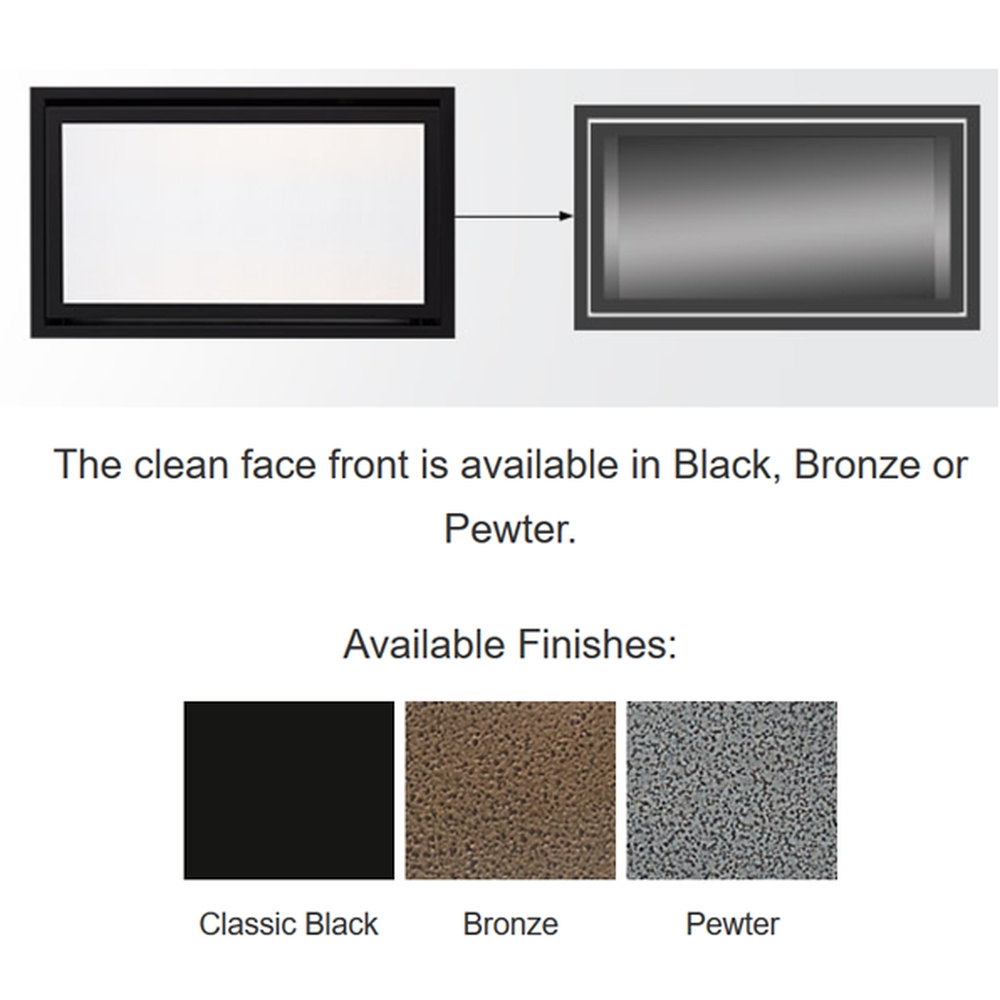 The clean face front is available in Black, Bronze or
Pewter.
Available Finishes:
Classic Black
Bronze
Pewter